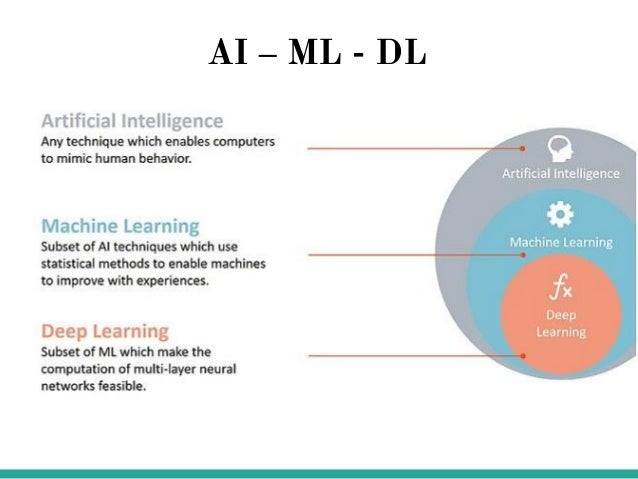 AI – ML - DL
Artificial Intelligence
Any technique which enables computers
to mimic human behavior.
Machine Learning
Subset of AI techniques which use
statistical methods to enable machines
to improve with experiences.
Deep Learning
Subset of ML which make the
computation of multi-layer neural
networks feasible.
Artificial Intelligence
Machine Learning
fx
Deep
Learning